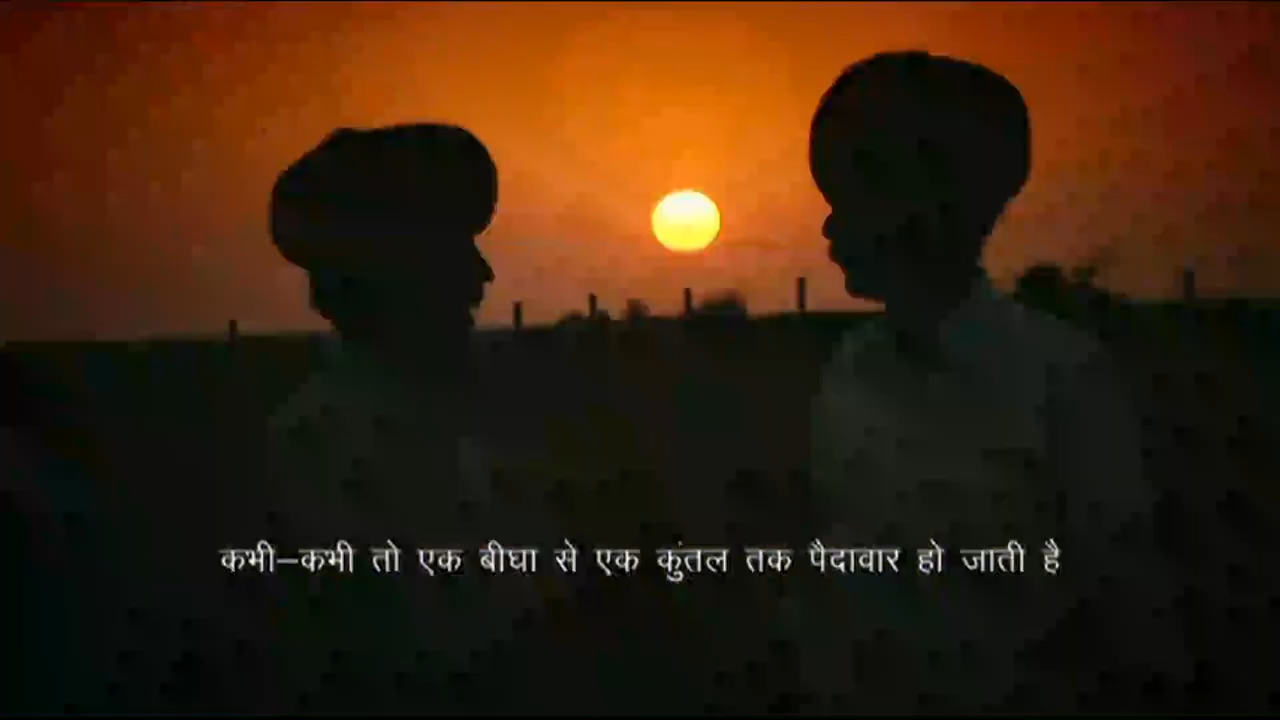 कभी–कभी तो एक बीघा से एक कुंतल तक पैदावार हो जाती है